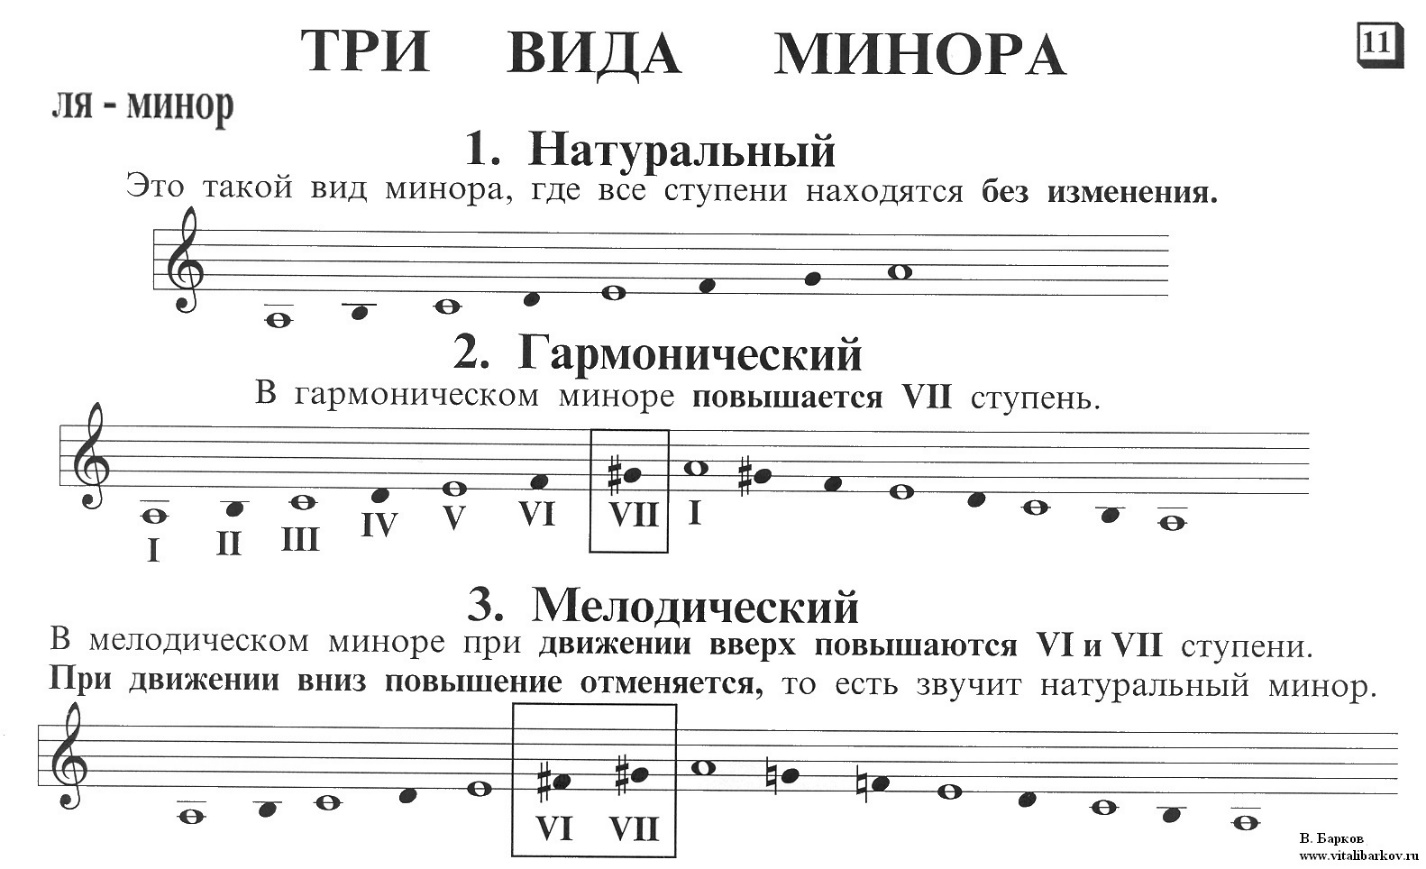 ТРИ ВИДА МИНОРА
11
ля - минор
1. Натуральный
Это такой вид минора, где все ступени находятся без изменения.
2. Гармонический
В гармоническом миноре повышается VII ступень.
I II III IV V VI VII I
3. Мелодический
В мелодическом миноре при движении вверх повышаются VI и VII ступени.
При движении вниз повышение отменяется, то есть звучит натуральный минор.
VI VII
В. Барков
www.vitalibarkov.ru